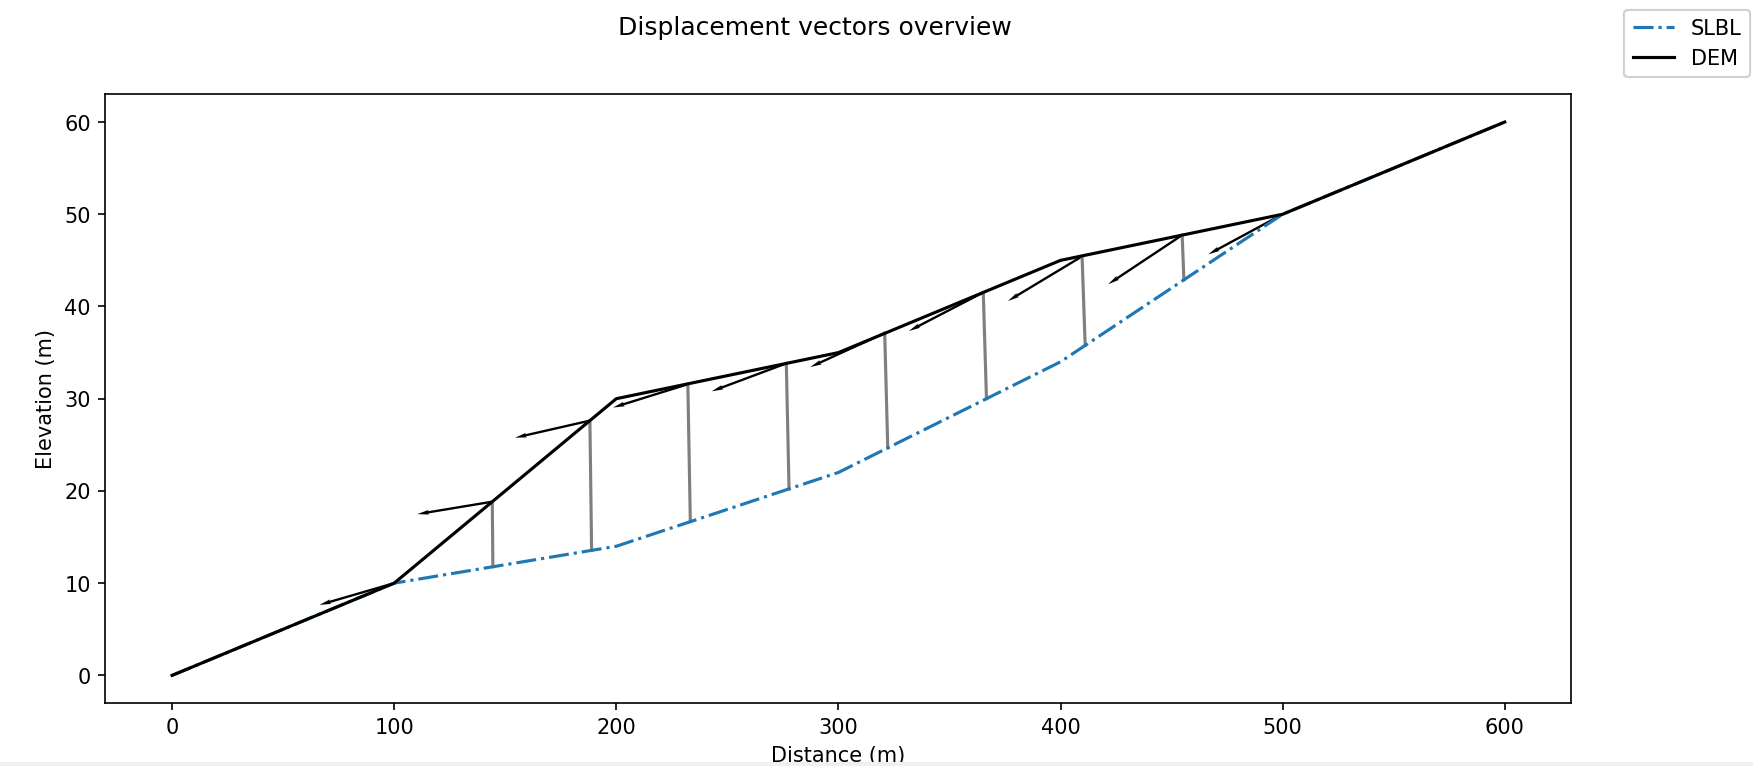 Displacement vectors overview
SLBL
DEM
Elevation (m)
60
50
40
30
20
10
0
0 100 200 300 400 500 600
Distance (m)